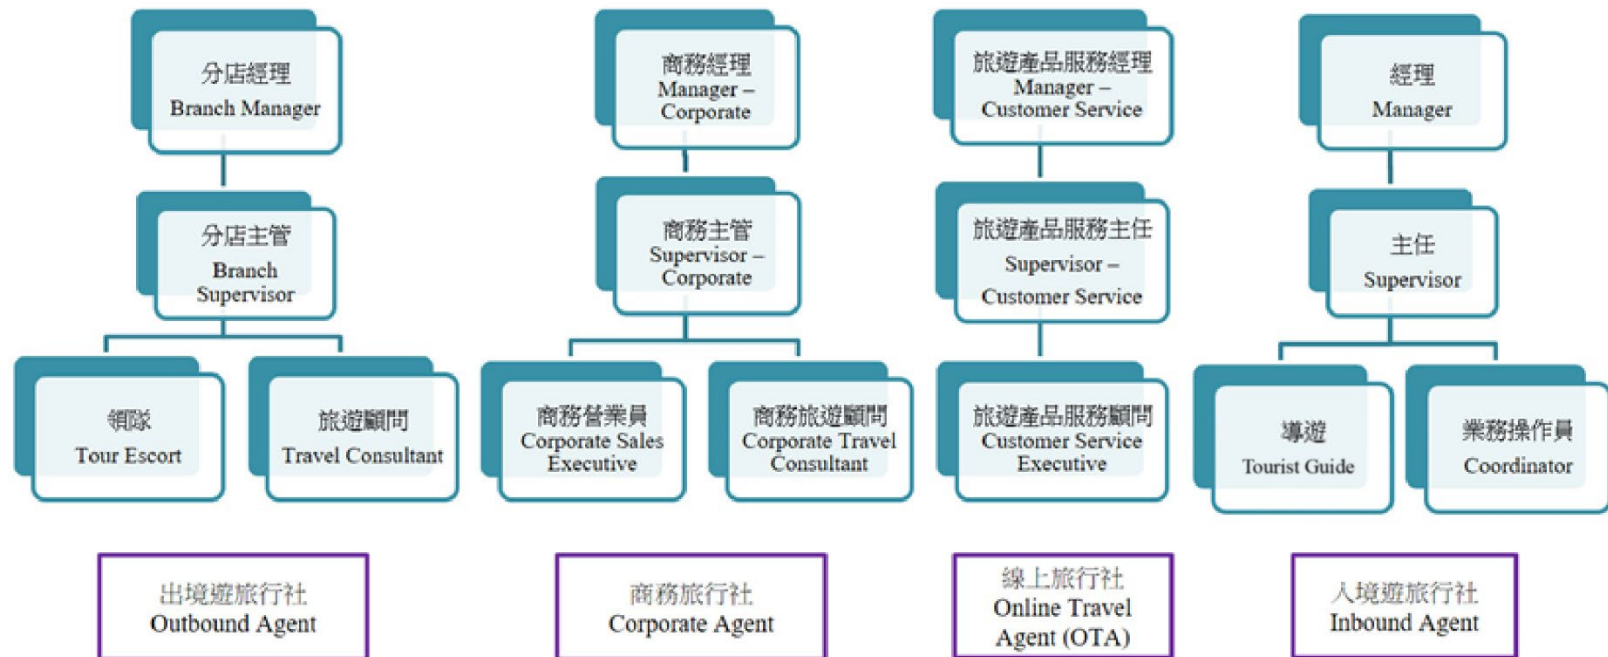 分店經理
Branch Manager
分店主管
Branch
Supervisor
領隊
Tour Escort
旅遊顧問
Travel Consultant
出境遊旅行社
Outbound Agent
商務經理
Manager –
Corporate
商務主管
Supervisor –
Corporate
商務營業員
Corporate Sales
Executive
商務旅遊顧問
Corporate Travel
Consultant
商務旅行社
Corporate Agent
旅遊產品服務經理
Manager –
Customer Service
旅遊產品服務主任
Supervisor –
Customer Service
旅遊產品服務顧問
Customer Service
Executive
線上旅行社
Online Travel
Agent (OTA)
經理
Manager
主任
Supervisor
導遊
Tourist Guide
業務操作員
Coordinator
入境遊旅行社
Inbound Agent